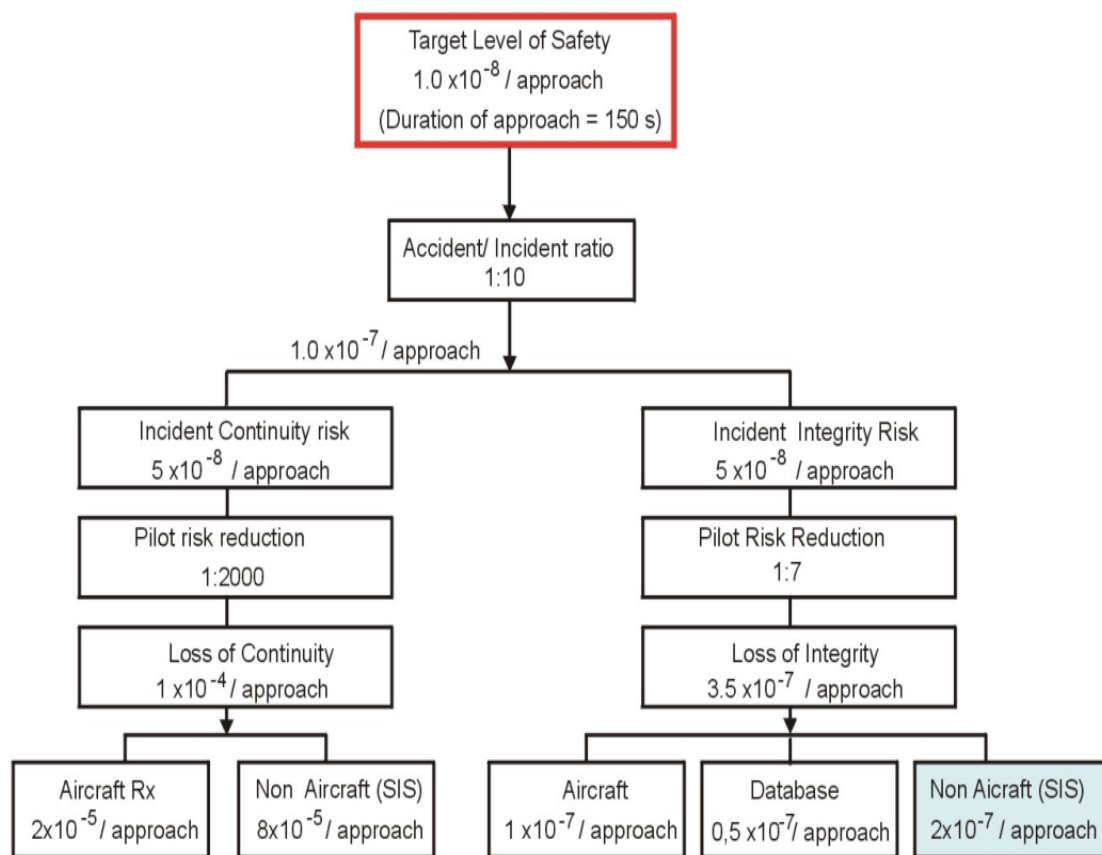 Target Level of Safety
1.0 x10⁻⁸ / approach
(Duration of approach = 150 s)
Accident/ Incident ratio
1:10
1.0 x10⁻⁷ / approach
Incident Continuity risk
5 x10⁻⁸ / approach
Pilot risk reduction
1:2000
Loss of Continuity
1 x10⁻⁴ / approach
Aircraft Rx
2x10⁻⁵ / approach
Non Aircraft (SIS)
8x10⁻⁵ / approach
Incident Integrity Risk
5 x10⁻⁸ / approach
Pilot Risk Reduction
1:7
Loss of Integrity
3.5 x10⁻⁷ / approach
Aircraft
1 x10⁻⁷ / approach
Database
0,5 x10⁻⁷/ approach
Non Aicraft (SIS)
2x10⁻⁷ / approach